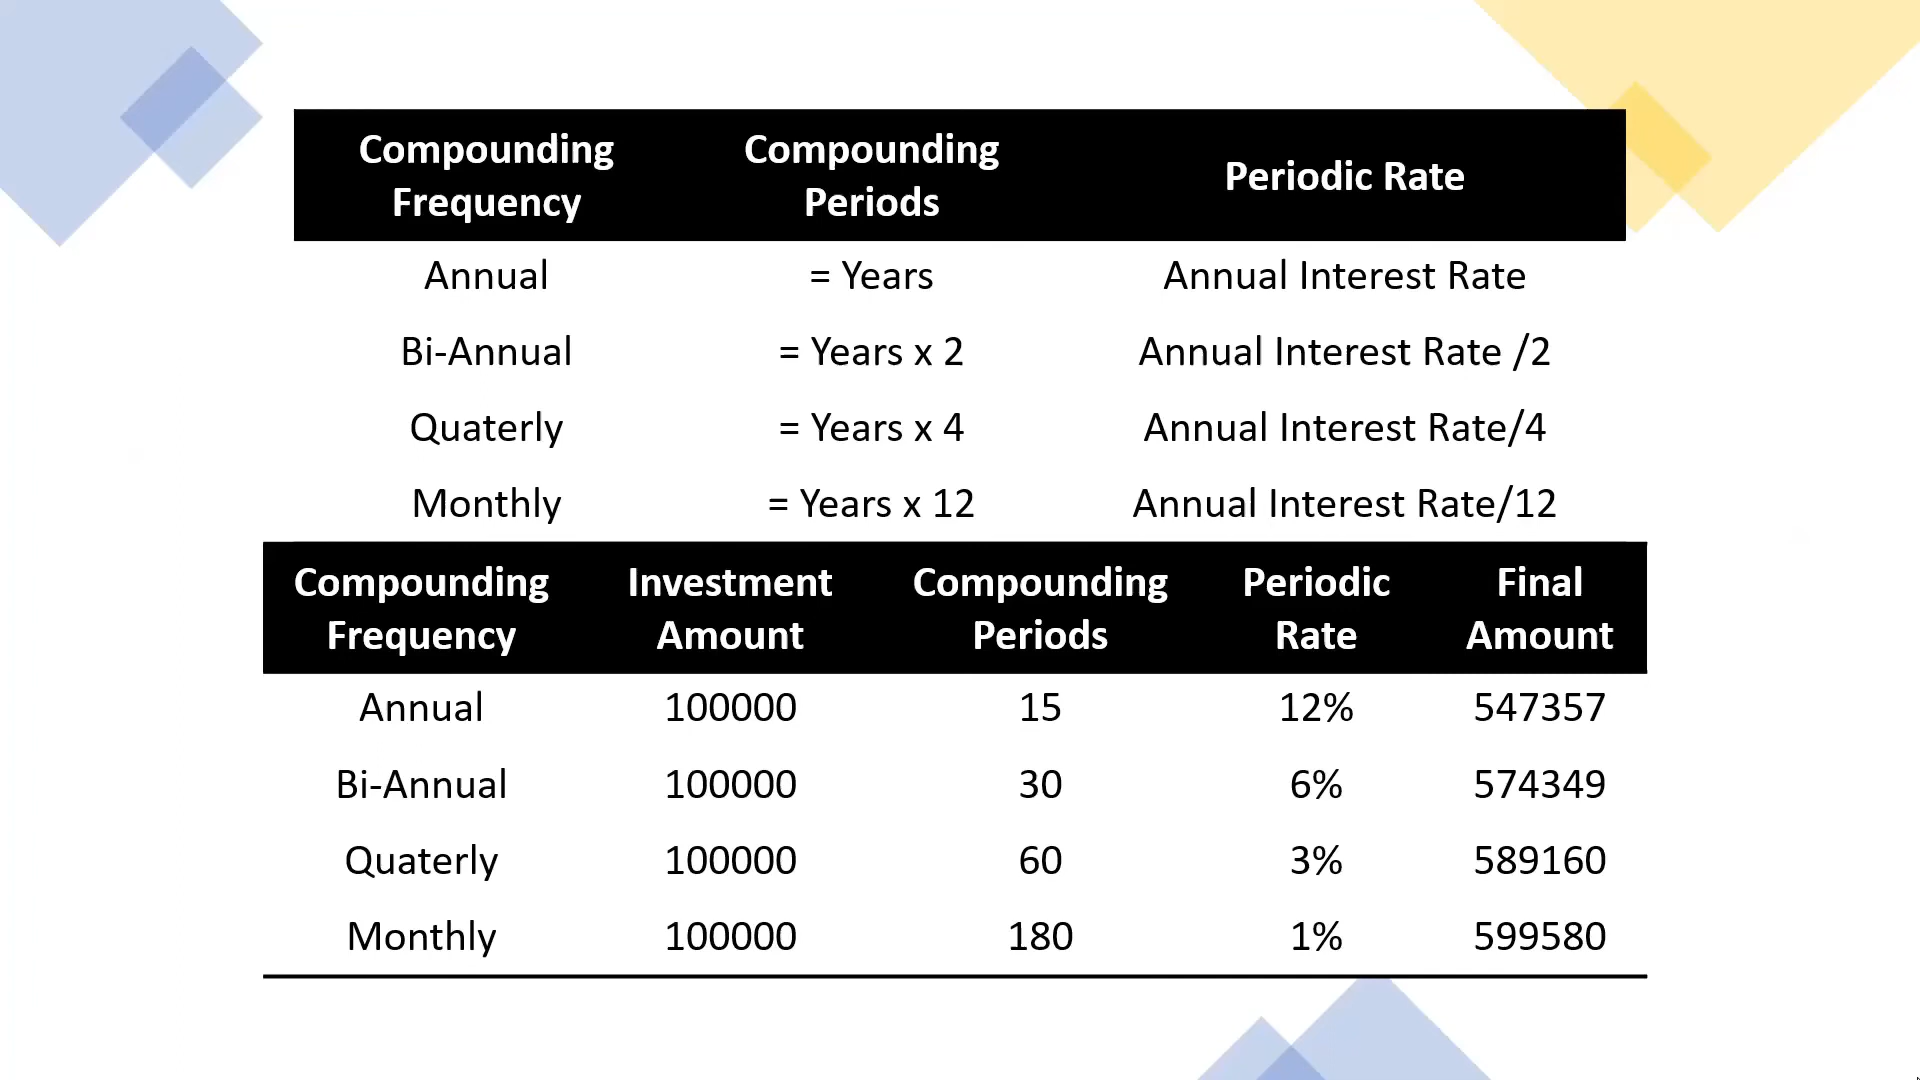 Compounding Frequency Compounding Periods Periodic Rate
Annual = Years Annual Interest Rate
Bi-Annual = Years x 2 Annual Interest Rate /2
Quaterly = Years x 4 Annual Interest Rate/4
Monthly = Years x 12 Annual Interest Rate/12
Compounding Frequency Investment Amount Compounding Periods Periodic Rate Final Amount
Annual 100000 15 12% 547357
Bi-Annual 100000 30 6% 574349
Quaterly 100000 60 3% 589160
Monthly 100000 180 1% 599580